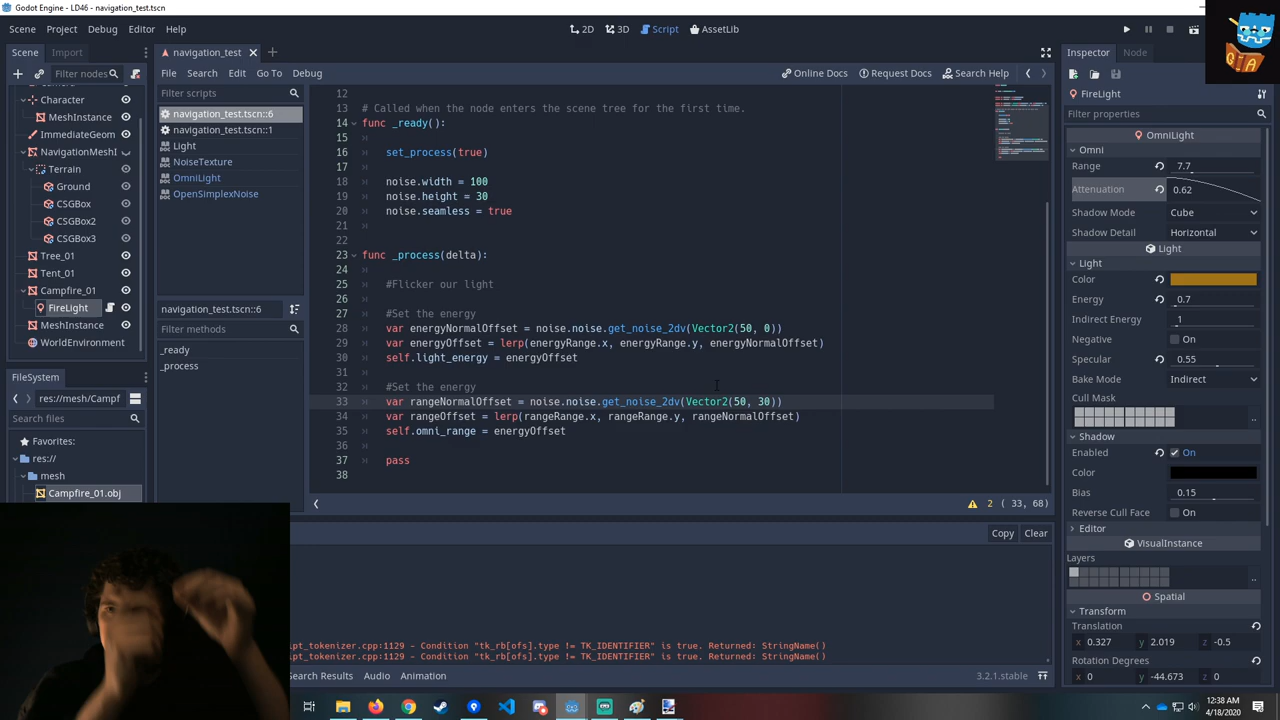 Godot Engine - LD46 - navigation_test.tscn
Scene Project Debug Editor Help
2D 3D Script AssetLib
Q A
Scene Import
Filter nodes
Character
MeshInstance
ImmediateGeom
NavigationMeshI
Terrain
Ground
CSGBox
CSGBox2
CSGBox3
Tree_01
Tent_01
Campfire_01
FireLight
MeshInstance
WorldEnvironment
FileSystem
res://mesh/Campf
Search files
Favorites:
res://
mesh
Campfire_01.obj
navigation_test
File Search Edit Go To Debug
Online Docs Request Docs Search Help
Filter scripts
navigation_test.tscn::6
navigation_test.tscn::1
Light
NoiseTexture
OmniLight
OpenSimplexNoise
navigation_test.tscn::6
Filter methods
_ready
_process
12
13 # Called when the node enters the scene tree for the first tim
14 func _ready():
15
16 set_process(true)
17
18 noise.width = 100
19 noise.height = 30
20 noise.seamless = true
21
22
23 func _process(delta):
24
25 #Flicker our light
26
27 #Set the energy
28 var energyNormalOffset = noise.noise.get_noise_2dv(Vector2(50, 0))
29 var energyOffset = lerp(energyRange.x, energyRange.y, energyNormalOffset)
30 self.light_energy = energyOffset
31
32 #Set the energy
33 var rangeNormalOffset = noise.noise.get_noise_2dv(Vector2(50, 30))
34 var rangeOffset = lerp(rangeRange.x, rangeRange.y, rangeNormalOffset)
35 self.omni_range = energyOffset
36
37 pass
38
2 ( 33, 68)
Copy Clear
ipt_tokenizer.cpp:1129 - Condition "tk_rb[ofs].type != TK_IDENTIFIER" is true. Returned: StringName()
ipt_tokenizer.cpp:1129 - Condition "tk_rb[ofs].type != TK_IDENTIFIER" is true. Returned: StringName()
Search Results Audio Animation
3.2.1.stable
Inspector Node
FireLight
Filter properties
OmniLight
Omni
Range 7.7
Attenuation 0.62
Shadow Mode Cube
Shadow Detail Horizontal
Light
Light
Color
Energy 0.7
Indirect Energy 1
Negative On
Specular 0.55
Bake Mode Indirect
Cull Mask
Shadow
Enabled On
Color
Bias 0.15
Reverse Cull Face On
Editor
VisualInstance
Layers
Spatial
Transform
Translation
x 0.327 y 2.019 z -0.5
Rotation Degrees
x 0 y -44.673 z 0
12:38 AM
4/18/2020